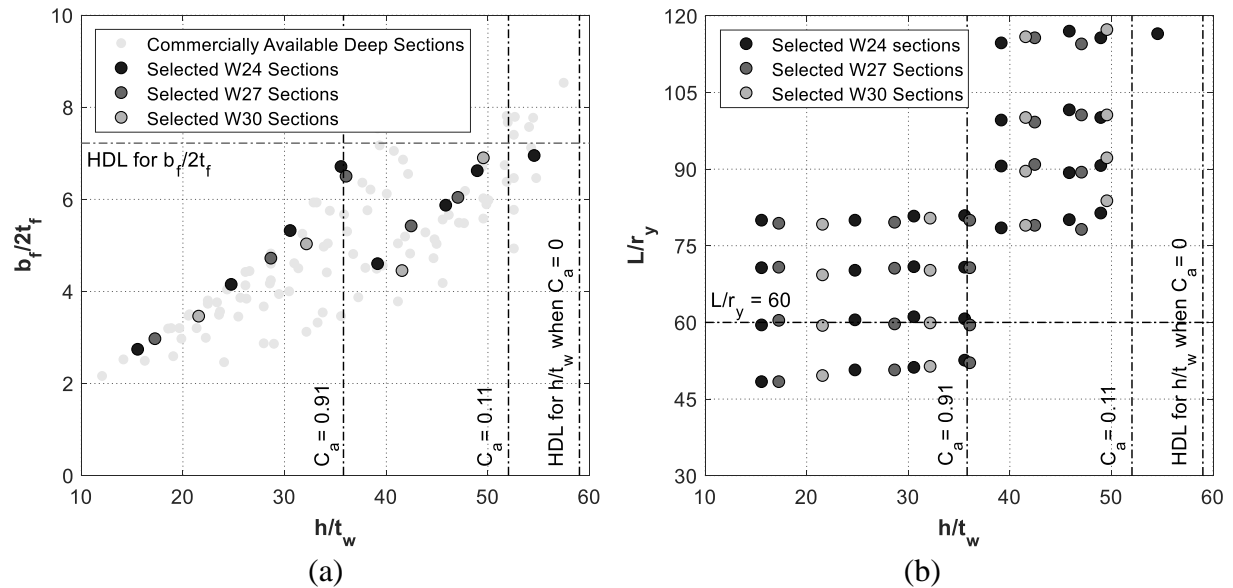 10
8
6
4
2
0
b_f/2t_f
Commercially Available Deep Sections
Selected W24 Sections
Selected W27 Sections
Selected W30 Sections
HDL for b_f/2t_f
C_a = 0.91
C_a = 0.11
HDL for h/t_w when C_a = 0
10 20 30 40 50 60
h/t_w
(a)
120
105
90
75
60
45
30
L/r_y
Selected W24 sections
Selected W27 Sections
Selected W30 Sections
L/r_y = 60
C_a = 0.91
C_a = 0.11
HDL for h/t_w when C_a = 0
10 20 30 40 50 60
h/t_w
(b)